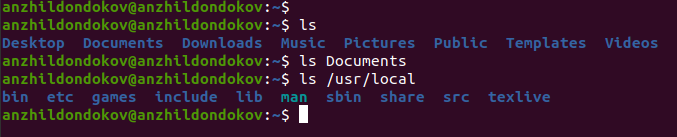 anzhildondokov@anzhildondokov:~$
anzhildondokov@anzhildondokov:~$ ls
Desktop Documents Downloads Music Pictures Public Templates Videos
anzhildondokov@anzhildondokov:~$ ls Documents
anzhildondokov@anzhildondokov:~$ ls /usr/local
bin etc games include lib man sbin share src texlive
anzhildondokov@anzhildondokov:~$